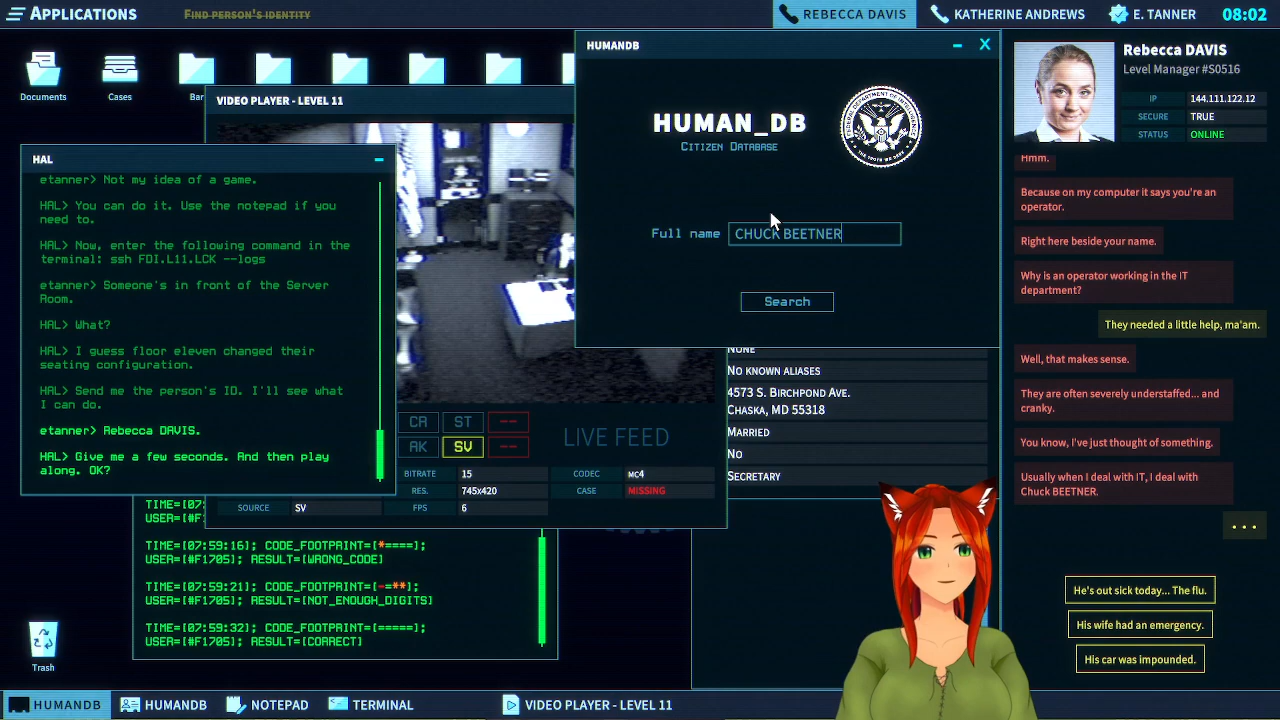 APPLICATIONS
FIND PERSON'S IDENTITY
REBECCA DAVIS
KATHERINE ANDREWS
E. TANNER
08:02
Documents
Cases
Bar
VIDEO PLAYER - LEVEL 11
HAL
etanner> Not my idea of a game.
HAL> You can do it. Use the notepad if you
need to.
HAL> Now, enter the following command in the
terminal: ssh FDI.L11.LCK --logs
etanner> Someone's in front of the Server
Room.
HAL> What?
HAL> I guess floor eleven changed their
seating configuration.
HAL> Send me the person's ID. I'll see what
I can do.
etanner> Rebecca DAVIS.
HAL> Give me a few seconds. And then play
along. OK?
TIME=[07:
USER=[#F1
TIME=[07:59:16]; CODE_FOOTPRINT=[*====];
USER=[#F1705]; RESULT=[WRONG_CODE]
TIME=[07:59:21]; CODE_FOOTPRINT=[-=**];
USER=[#F1705]; RESULT=[NOT_ENOUGH_DIGITS]
TIME=[07:59:32]; CODE_FOOTPRINT=[=====];
USER=[#F1705]; RESULT=[CORRECT]
CR
ST
--
AK
SV
--
LIVE FEED
BITRATE
15
CODEC
MC4
RES.
745x420
CASE
MISSING
SOURCE
SV
FPS
6
HUMANDB
HUMAN_DB
CITIZEN DATABASE
Full name
CHUCK BEETNER
Search
NONE
NO KNOWN ALIASES
4573 S. BIRCHPOND AVE.
CHASKA, MD 55318
MARRIED
NO
SECRETARY
Rebecca DAVIS
Level Manager #S0516
IP
144.111.122.12
SECURE
TRUE
STATUS
ONLINE
Hmm.
Because on my computer it says you're an
operator.
Right here beside your name.
Why is an operator working in the IT
department?
They needed a little help, ma'am.
Well, that makes sense.
They are often severely understaffed... and
cranky.
You know, I've just thought of something.
Usually when I deal with IT, I deal with
Chuck BEETNER.
...
He's out sick today... The flu.
His wife had an emergency.
His car was impounded.
Trash
HUMANDB
HUMANDB
NOTEPAD
TERMINAL
VIDEO PLAYER - LEVEL 11